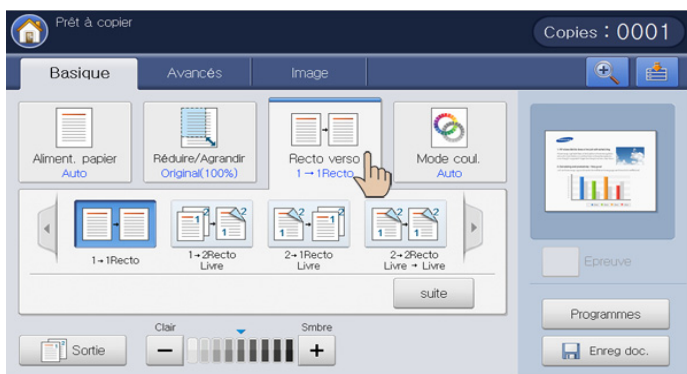 Prêt à copier
Copies : 0001
Basique
Avancés
Image
Aliment. papier
Auto
Réduire/Agrandir
Original(100%)
Recto verso
1→1Recto
Mode coul.
Auto
1→1Recto
1→2Recto
Livre
2→1Recto
Livre
2→2Recto
Livre → Livre
suite
Epreuve
Programmes
Enreg doc.
Sortie
Clair
Smbre